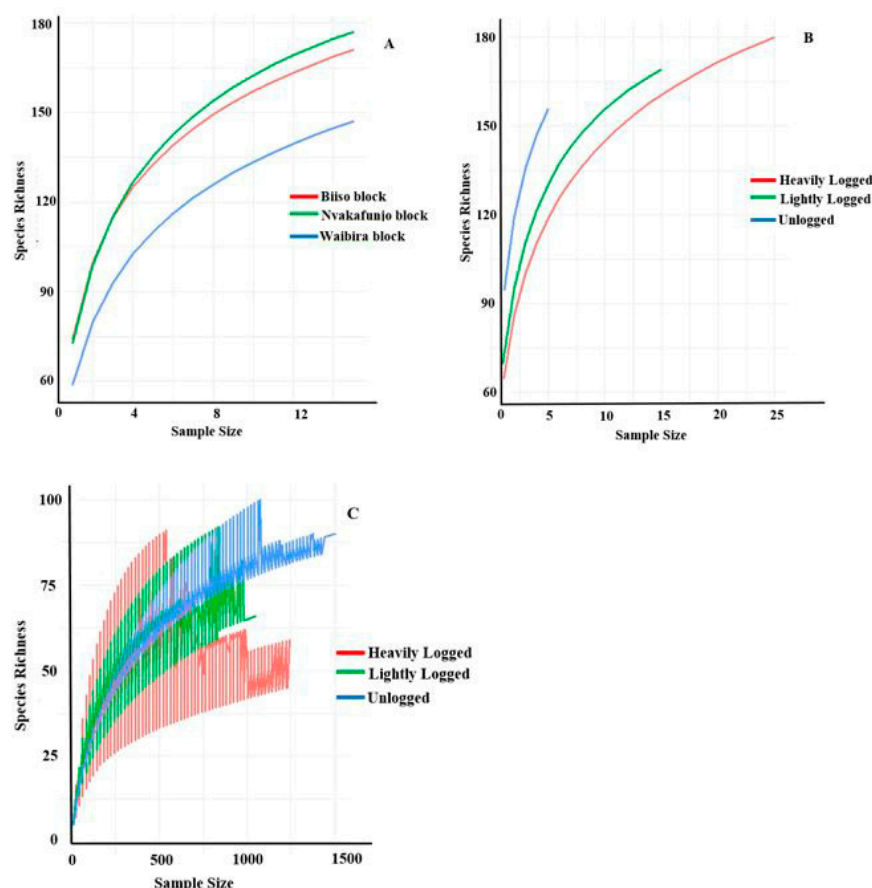 A
180
150
120
90
60
0
4
8
12
Species Richness
Sample Size
Biiso block
Nvakafunjo block
Waibira block
B
180
150
120
90
60
0
5
10
15
20
25
Species Richness
Sample Size
Heavily Logged
Lightly Logged
Unlogged
C
100
75
50
25
0
0
500
1000
1500
Species Richness
Sample Size
Heavily Logged
Lightly Logged
Unlogged